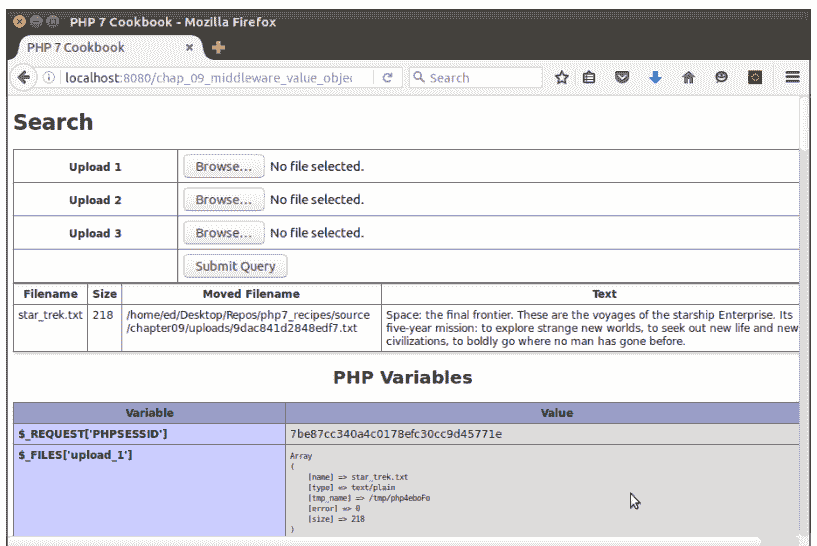 PHP 7 Cookbook - Mozilla Firefox
PHP 7 Cookbook
localhost:8080/chap_09_middleware_value_objec
Search
Search
Upload 1 Browse... No file selected.
Upload 2 Browse... No file selected.
Upload 3 Browse... No file selected.
Submit Query
Filename Size Moved Filename Text
star_trek.txt 218 /home/ed/Desktop/Repos/php7_recipes/source Space: the final frontier. These are the voyages of the starship Enterprise. Its
/chapter09/uploads/9dac841d2848edf7.txt five-year mission: to explore strange new worlds, to seek out new life and new
civilizations, to boldly go where no man has gone before.
PHP Variables
Variable Value
$_REQUEST['PHPSESSID'] 7be87cc340a4c0178efc30cc9d45771e
$_FILES['upload_1'] Array
(
[name] => star_trek.txt
[type] => text/plain
[tmp_name] => /tmp/php4eboFo
[error] => 0
[size] => 218
)